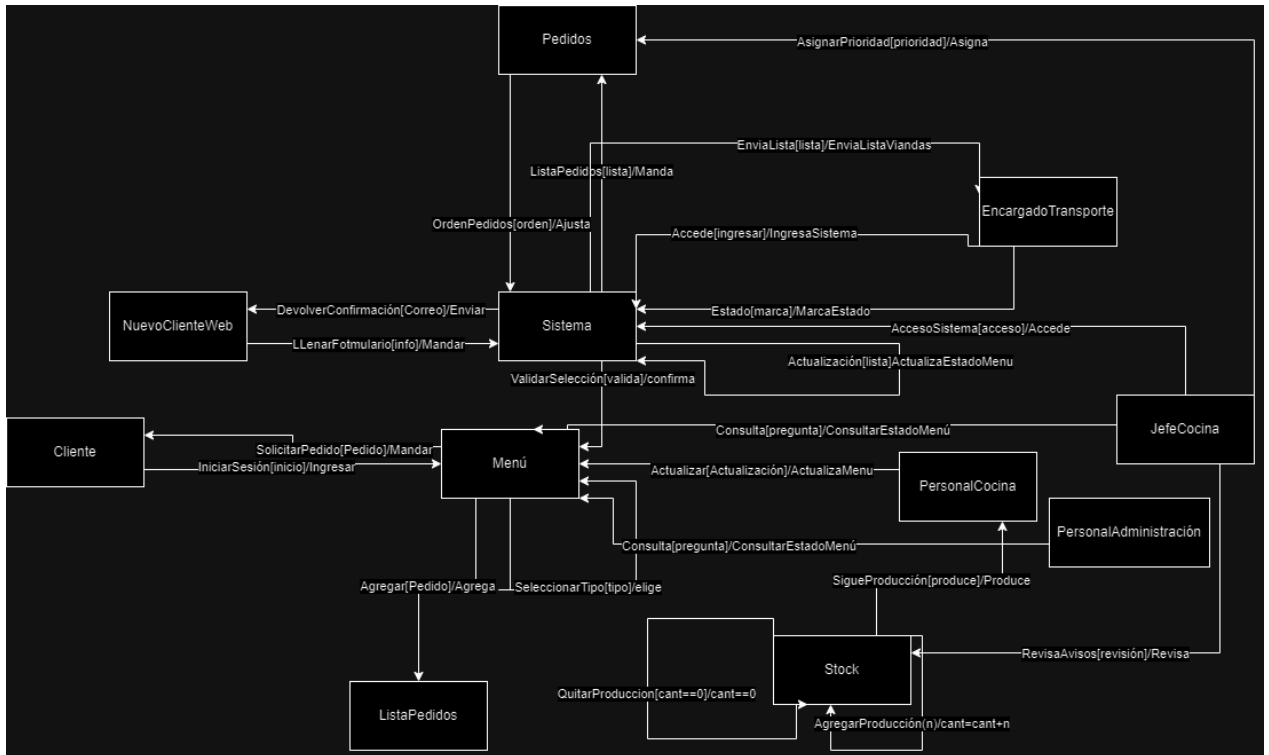 Pedidos
AsignarPrioridad[prioridad]/Asigna
EnviaLista[lista]/EnviaListaViandas
ListaPedidos[lista]/Manda
EncargadoTransporte
OrdenPedidos[orden]/Ajusta
Accede[ingresar]/IngresaSistema
DevolverConfirmación[Correo]/Enviar
Estado[marca]/MarcaEstado
NuevoClienteWeb
Sistema
AccesoSistema[acceso]/Accede
LLenarFotmulario[info]/Mandar
Actualización[lista]ActualizaEstadoMenu
ValidarSelección[valida]/confirma
Consulta[pregunta]/ConsultarEstadoMenú
JefeCocina
Cliente
SolicitarPedido[Pedido]/Mandar
IniciarSesión[inicio]/Ingresar
Menú
Actualizar[Actualización]/ActualizaMenu
PersonalCocina
PersonalAdministración
Consulta[pregunta]/ConsultarEstadoMenú
SigueProducción[produce]/Produce
Agregar[Pedido]/Agrega
SeleccionarTipo[tipo]/elige
RevisaAvisos[revisión]/Revisa
Stock
QuitarProduccion[cant==0]/cant==0
ListaPedidos
AgregarProducción(n)/cant=cant+n